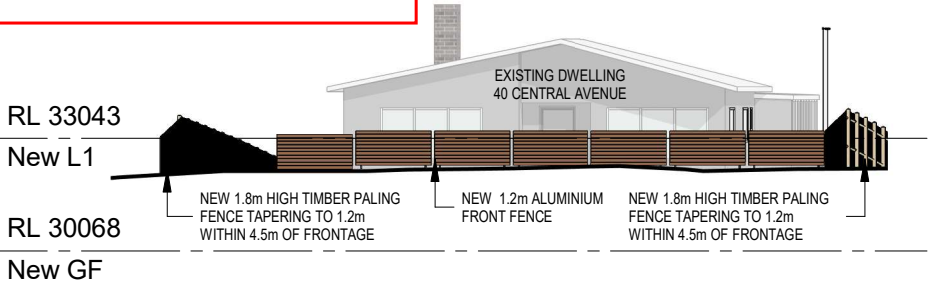 EXISTING DWELLING
40 CENTRAL AVENUE
RL 33043
New L1
NEW 1.8m HIGH TIMBER PALING
FENCE TAPERING TO 1.2m
WITHIN 4.5m OF FRONTAGE
NEW 1.2m ALUMINIUM
FRONT FENCE
NEW 1.8m HIGH TIMBER PALING
FENCE TAPERING TO 1.2m
WITHIN 4.5m OF FRONTAGE
RL 30068
New GF